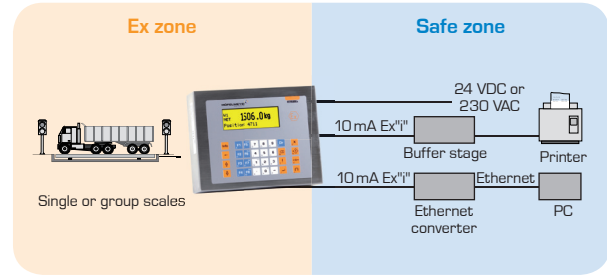 Ex zone
Safe zone
24 VDC or
230 VAC
1506.0kg
Position 4711
10 mA Ex"i"
Buffer stage
Printer
10 mA Ex"i"
Ethernet
Single or group scales
Ethernet
converter
PC